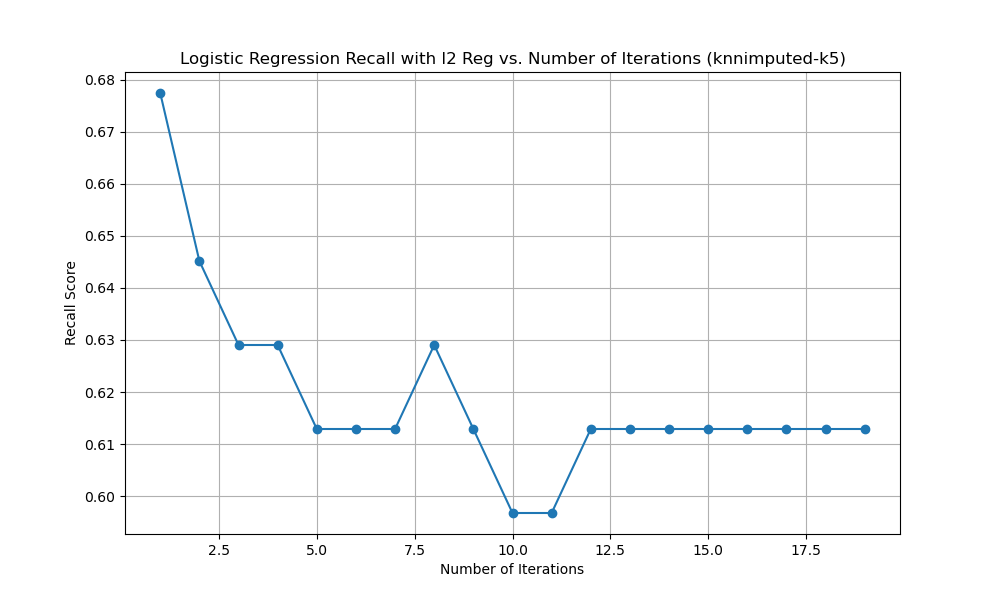 Logistic Regression Recall with l2 Reg vs. Number of Iterations (knnimputed-k5)
0.68
0.67
0.66
0.65
0.64
0.63
0.62
0.61
0.60
Recall Score
2.5 5.0 7.5 10.0 12.5 15.0 17.5
Number of Iterations